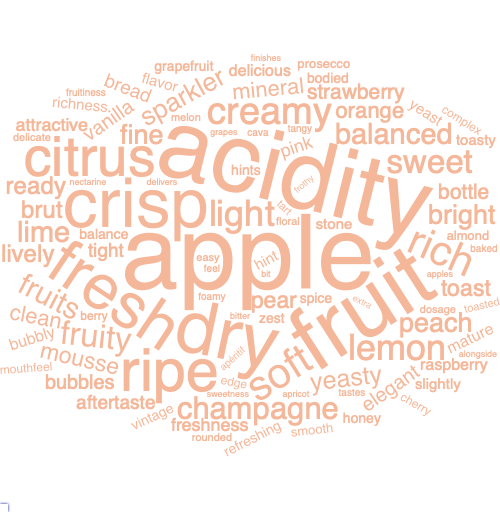 finishes
grapefruit
prosecco
flavor
delicious
bodied
bread
sparkler
mineral
strawberry
fruitiness
richness
vanilla
melon
creamy
orange
yeast
complex
attractive
fine
grapes
cava
tangy
balanced
toasty
delicate
citrus
acidity
pink
sweet
hints
ready
nectarine
delivers
frothy
bottle
crisp
light
tart
brut
floral
stone
bright
lime
balance
apple
rich
almond
lively
tight
easy
feel
hint
bit
baked
fresh
fruit
apples
fruits
foamy
pear
spice
extra
toast
clean
berry
dry
bitter
zest
dosage
toasted
bubbly
fruity
peach
mature
mousse
ripe
apéritif
soft
lemon
alongside
mouthfeel
bubbles
edge
yeasty
elegant
raspberry
slightly
aftertaste
sweetness
apricot
tastes
cherry
vintage
champagne
honey
freshness
rounded
refreshing
smooth